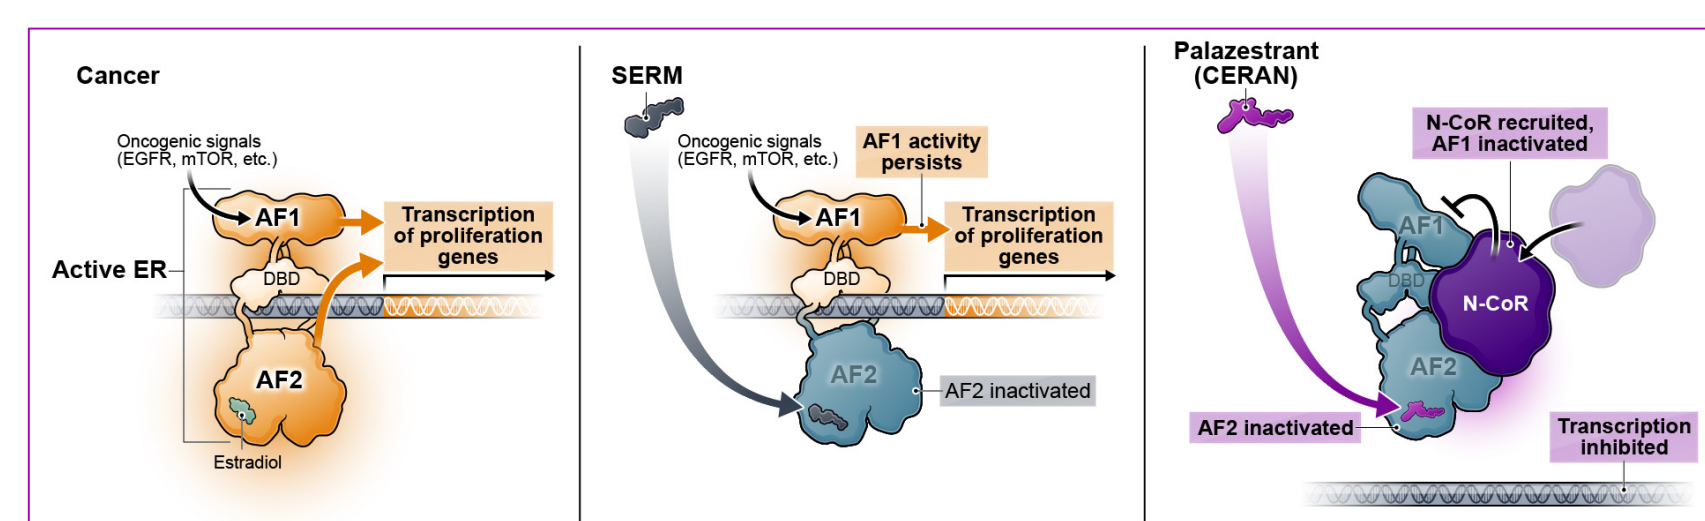 Cancer
Oncogenic signals
(EGFR, mTOR, etc.)
AF1
Transcription
of proliferation
genes
Active ER
DBD
AF2
Estradiol
SERM
Oncogenic signals
(EGFR, mTOR, etc.)
AF1 activity
persists
AF1
Transcription
of proliferation
genes
DBD
AF2
AF2 inactivated
Palazestrant
(CERAN)
N-CoR recruited,
AF1 inactivated
AF1
DBD
N-CoR
AF2
AF2 inactivated
Transcription
inhibited